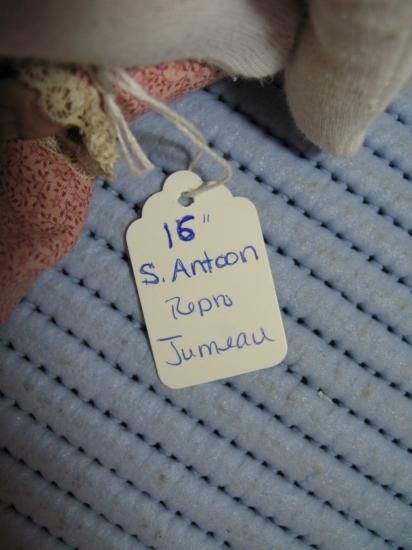 16"
S. Antoon
Repro
Jumeau